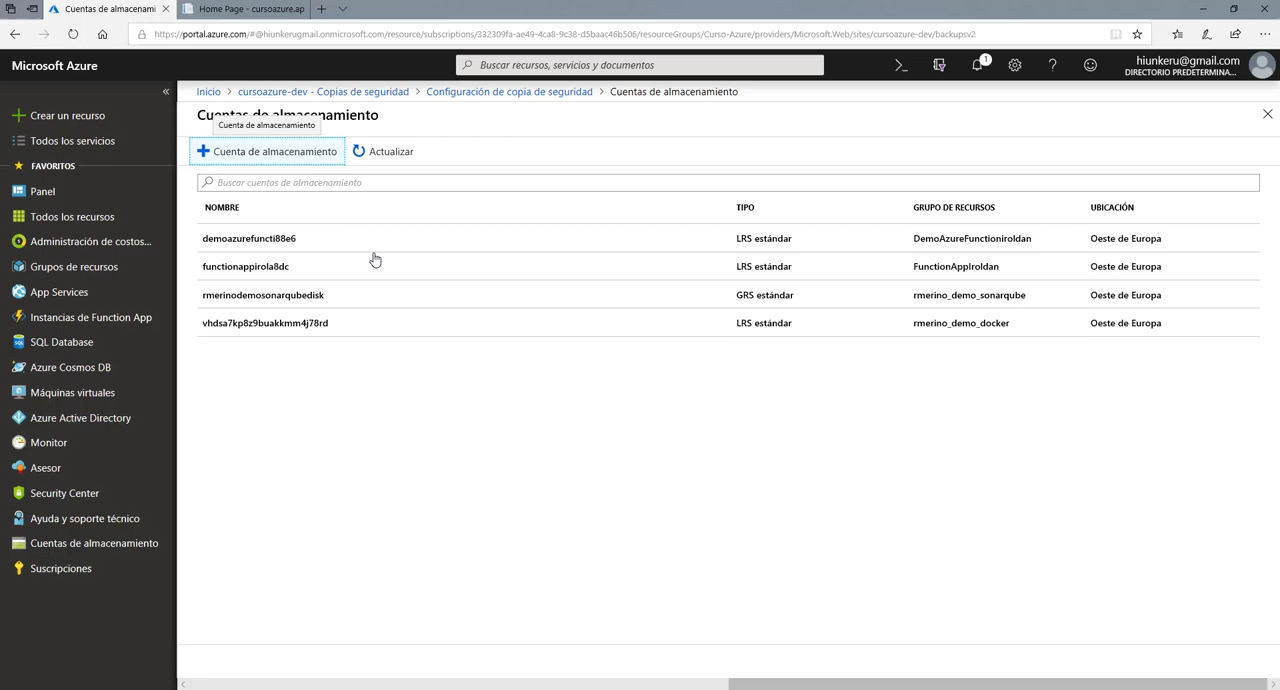 Cuentas de almacenami
Home Page - cursoazure.ap
https://portal.azure.com/#@hiunkerugmail.onmicrosoft.com/resource/subscriptions/332309fa-ae49-4ca8-9c38-d5baac46b506/resourceGroups/Curso-Azure/providers/Microsoft.Web/sites/cursoazure-dev/backupsv2
Microsoft Azure
Buscar recursos, servicios y documentos
1
hiunkeru@gmail.com
DIRECTORIO PREDETERMINA...
Inicio > cursoazure-dev - Copias de seguridad > Configuración de copia de seguridad > Cuentas de almacenamiento
Cuentas de almacenamiento
Cuenta de almacenamiento
Cuenta de almacenamiento
Actualizar
Buscar cuentas de almacenamiento
NOMBRE TIPO GRUPO DE RECURSOS UBICACIÓN
demoazurefuncti88e6 LRS estándar DemoAzureFunctioniroldan Oeste de Europa
functionappirola8dc LRS estándar FunctionAppIroldan Oeste de Europa
rmerinodemosonarqubedisk GRS estándar rmerino_demo_sonarqube Oeste de Europa
vhdsa7kp8z9buakkmm4j78rd LRS estándar rmerino_demo_docker Oeste de Europa
Crear un recurso
Todos los servicios
FAVORITOS
Panel
Todos los recursos
Administración de costos...
Grupos de recursos
App Services
Instancias de Function App
SQL Database
Azure Cosmos DB
Máquinas virtuales
Azure Active Directory
Monitor
Asesor
Security Center
Ayuda y soporte técnico
Cuentas de almacenamiento
Suscripciones